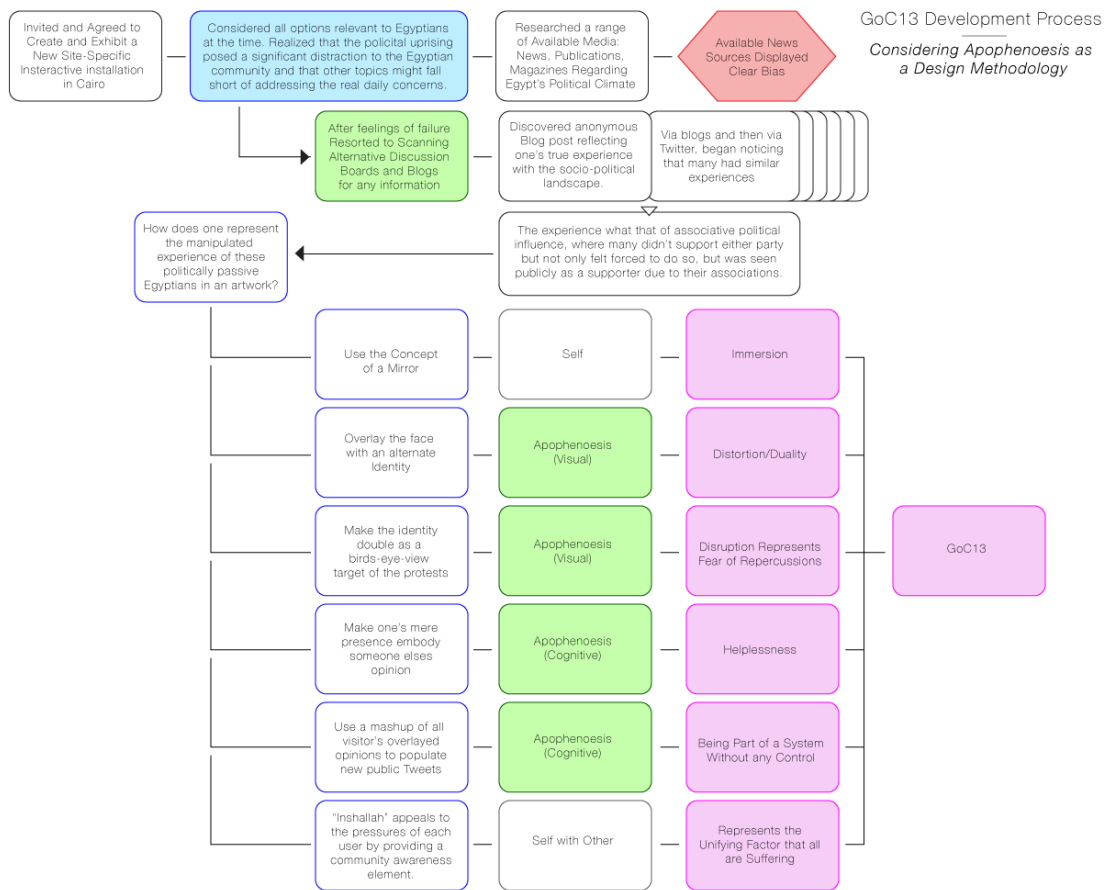 GoC13 Development Process
Considering Apophenoesis as
a Design Methodology
Invited and Agreed to
Create and Exhibit a
New Site-Specific
Insteractive installation
in Cairo
Considered all options relevant to Egyptians
at the time. Realized that the policital uprising
posed a significant distraction to the Egyptian
community and that other topics might fall
short of addressing the real daily concerns.
Researched a range
of Available Media:
News, Publications,
Magazines Regarding
Egypt's Political Climate
Available News
Sources Displayed
Clear Bias
After feelings of failure
Resorted to Scanning
Alternative Discussion
Boards and Blogs
for any information
Discovered anonymous
Blog post reflecting
one's true experience
with the socio-political
landscape.
Via blogs and then via
Twitter, began noticing
that many had similar
experiences
The experience what that of associative political
influence, where many didn't support either party
but not only felt forced to do so, but was seen
publicly as a supporter due to their associations.
How does one represent
the manipulated
experience of these
politically passive
Egyptians in an artwork?
Use the Concept
of a Mirror
Self
Immersion
Overlay the face
with an alternate
Identity
Apophenoesis
(Visual)
Distortion/Duality
Make the identity
double as a
birds-eye-view
target of the protests
Apophenoesis
(Visual)
Disruption Represents
Fear of Repercussions
GoC13
Make one's mere
presence embody
someone elses
opinion
Apophenoesis
(Cognitive)
Helplessness
Use a mashup of all
visitor's overlayed
opinions to populate
new public Tweets
Apophenoesis
(Cognitive)
Being Part of a System
Without any Control
"Inshallah" appeals to
the pressures of each
user by providing a
community awareness
element.
Self with Other
Represents the
Unifying Factor that all
are Suffering